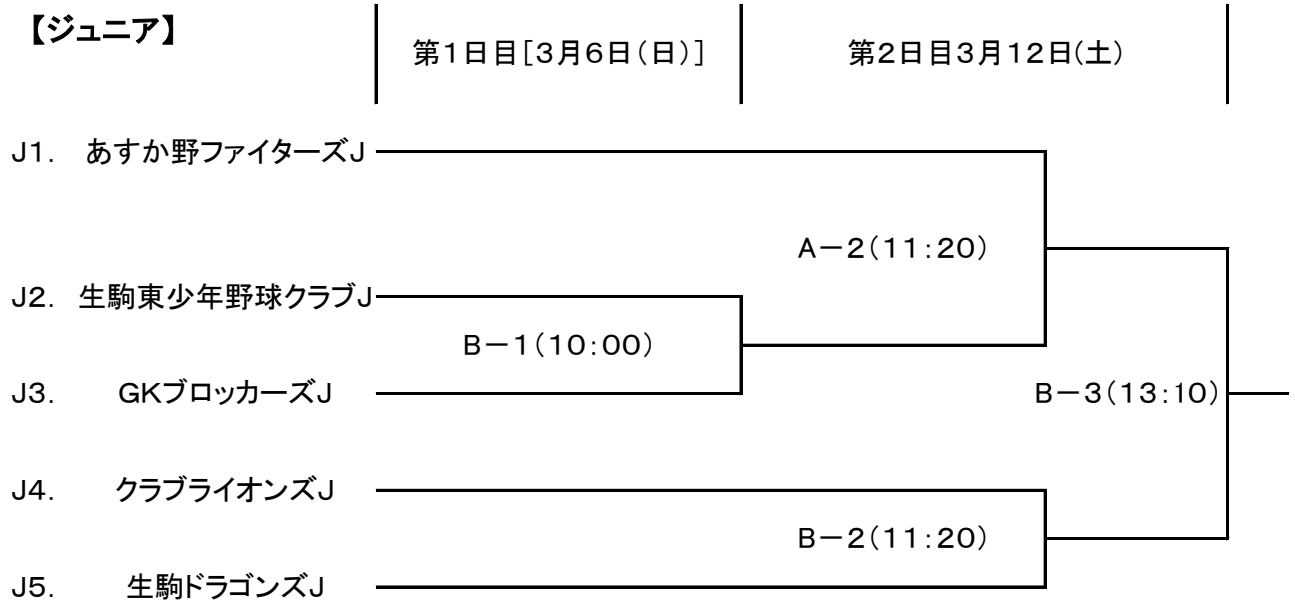 【ジュニア】
第１日目［３月６日（日）］
第２日目３月１２日(土)
Ｊ１．　あすか野ファイターズＪ
Ａ－２（１１：２０）
Ｊ２．　生駒東少年野球クラブＪ
Ｂ－１（１０：００）
Ｊ３．　ＧＫブロッカーズＪ
Ｂ－３（１３：１０）
Ｊ４．　クラブライオンズＪ
Ｂ－２（１１：２０）
Ｊ５．　生駒ドラゴンズＪ